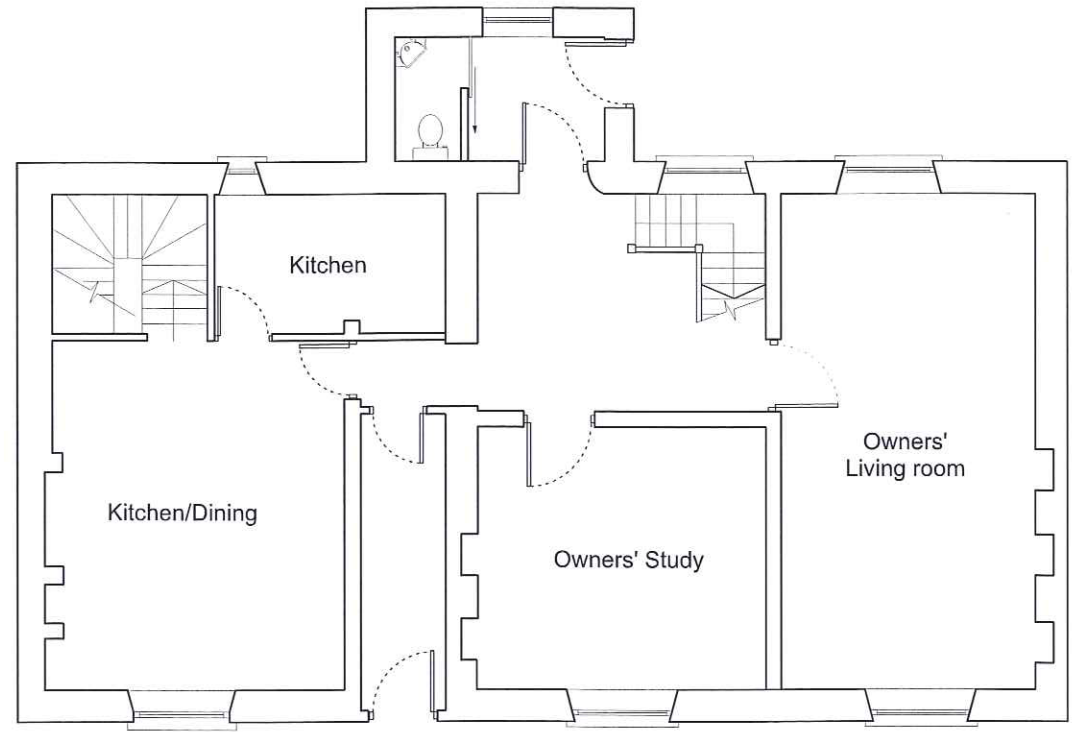 Kitchen
Owners'
Living room
Kitchen/Dining
Owners' Study